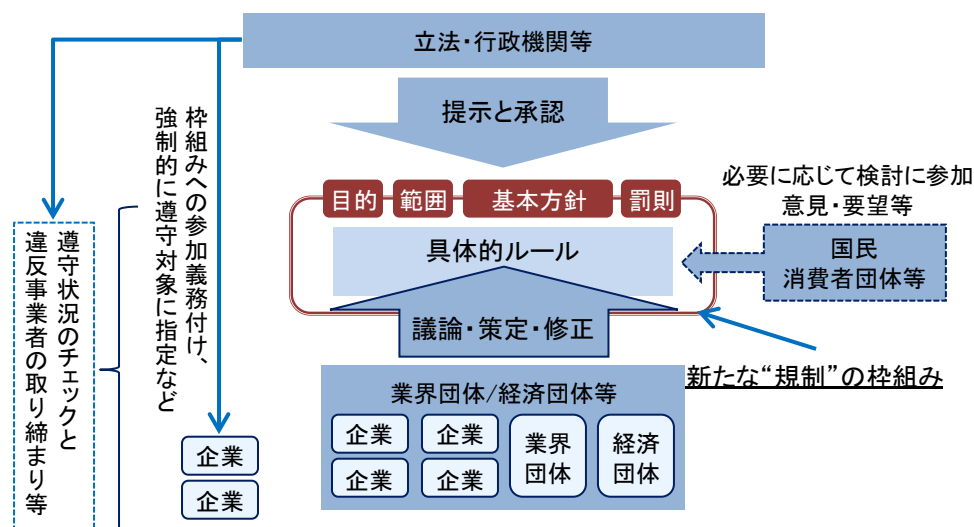 立法・行政機関等
提示と承認
枠組みへの参加義務付け、
強制的に遵守対象に指定など
遵守状況のチェックと
違反事業者の取り締まり等
目的
範囲
基本方針
罰則
具体的ルール
議論・策定・修正
必要に応じて検討に参加
意見・要望等
国民
消費者団体等
新たな“規制”の枠組み
業界団体/経済団体等
企業
企業
企業
企業
業界
団体
経済
団体
企業
企業